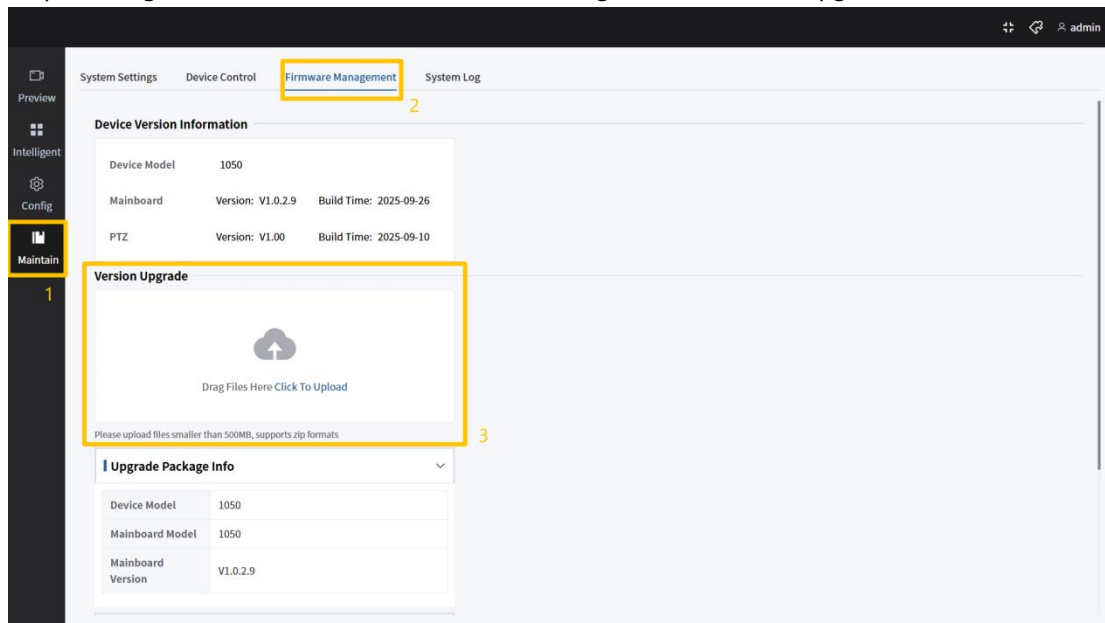 admin
Preview
Intelligent
Config
Maintain
1
System Settings Device Control Firmware Management System Log
2
Device Version Information
Device Model 1050
Mainboard Version: V1.0.2.9 Build Time: 2025-09-26
PTZ Version: V1.00 Build Time: 2025-09-10
Version Upgrade
Drag Files Here Click To Upload
Please upload files smaller than 500MB, supports zip formats
3
Upgrade Package Info
Device Model 1050
Mainboard Model 1050
Mainboard
Version V1.0.2.9